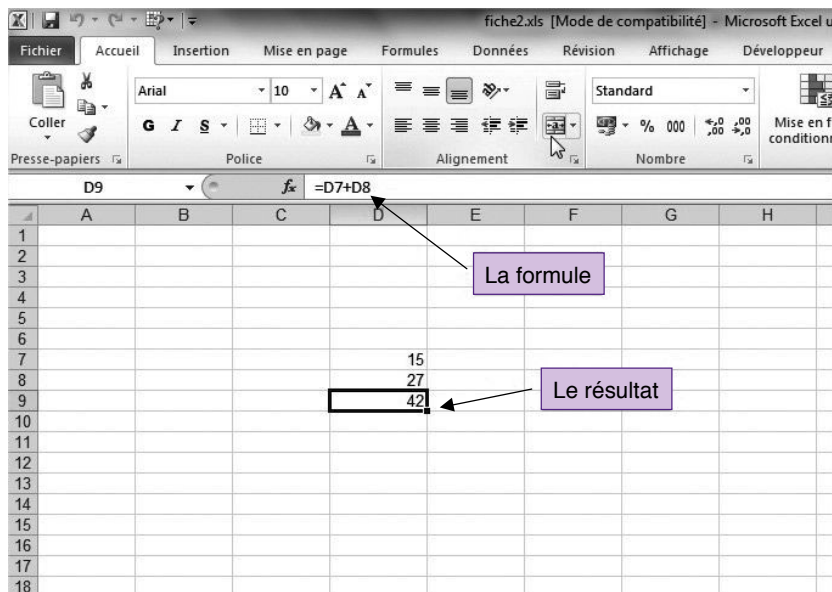 fiche2.xls [Mode de compatibilité] - Microsoft Excel u
Fichier Accueil Insertion Mise en page Formules Données Révision Affichage Développeur
Coller
Arial 10 A A
Standard
G I S A
% 000 ,00 ,00
Mise en f
conditionn
Presse-papiers Police Alignement Nombre
D9 fx =D7+D8
A B C D E F G H
1
2
3
La formule
4
5
6
7 15
8 27
Le résultat
9 42
10
11
12
13
14
15
16
17
18